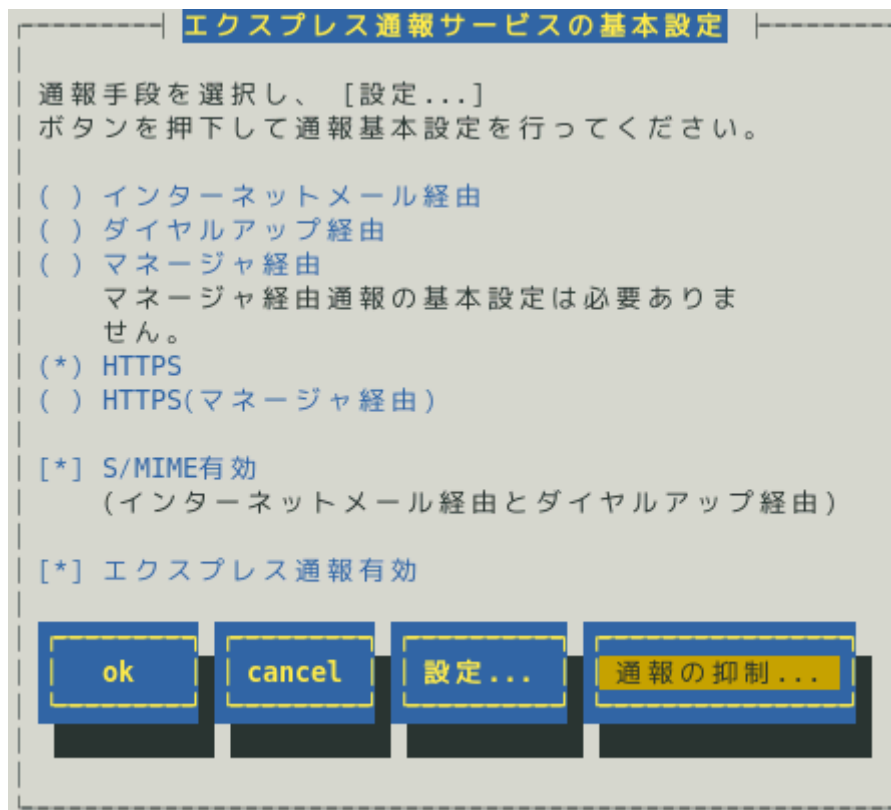 エクスプレス通報サービスの基本設定
通報手段を選択し、 [設定...]
ボタンを押下して通報基本設定を行ってください。
( ) インターネットメール経由
( ) ダイヤルアップ経由
( ) マネージャ経由
マネージャ経由通報の基本設定は必要ありま
せん。
(*) HTTPS
( ) HTTPS(マネージャ経由)
[*] S/MIME有効
(インターネットメール経由とダイヤルアップ経由)
[*] エクスプレス通報有効
ok cancel 設定... 通報の抑制...